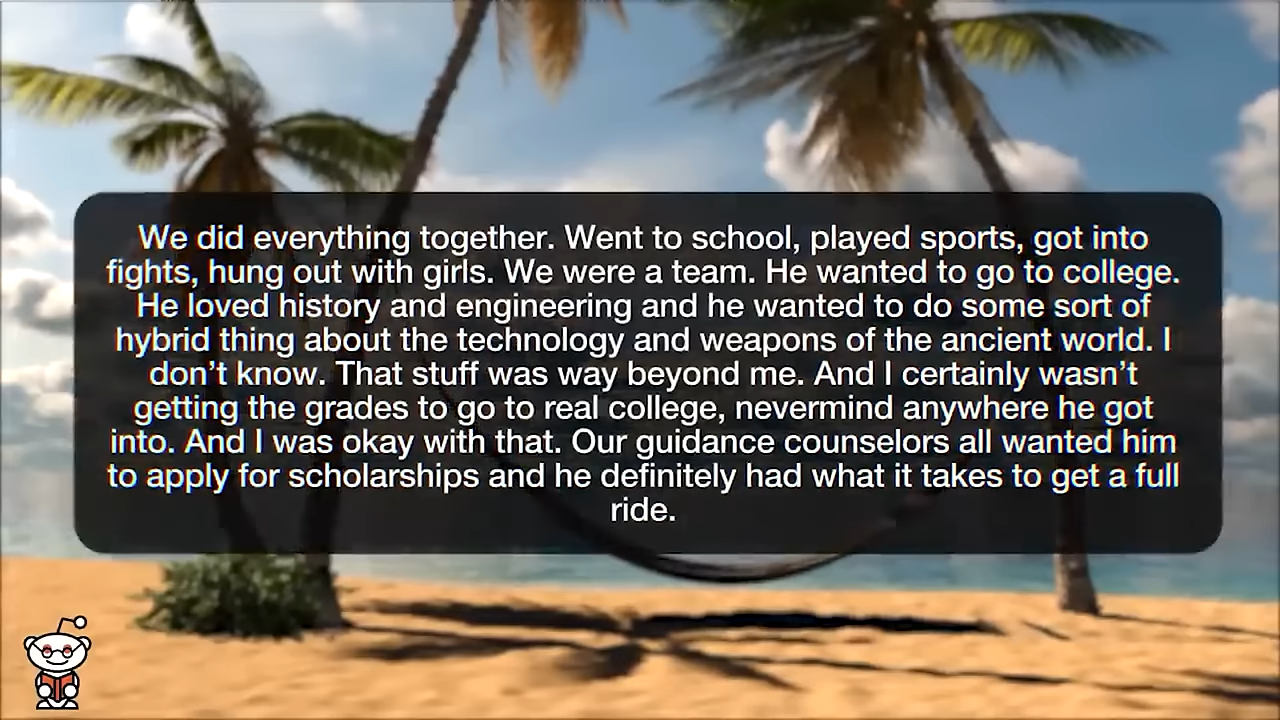 We did everything together. Went to school, played sports, got into
fights, hung out with girls. We were a team. He wanted to go to college.
He loved history and engineering and he wanted to do some sort of
hybrid thing about the technology and weapons of the ancient world. I
don’t know. That stuff was way beyond me. And I certainly wasn’t
getting the grades to go to real college, nevermind anywhere he got
into. And I was okay with that. Our guidance counselors all wanted him
to apply for scholarships and he definitely had what it takes to get a full
ride.